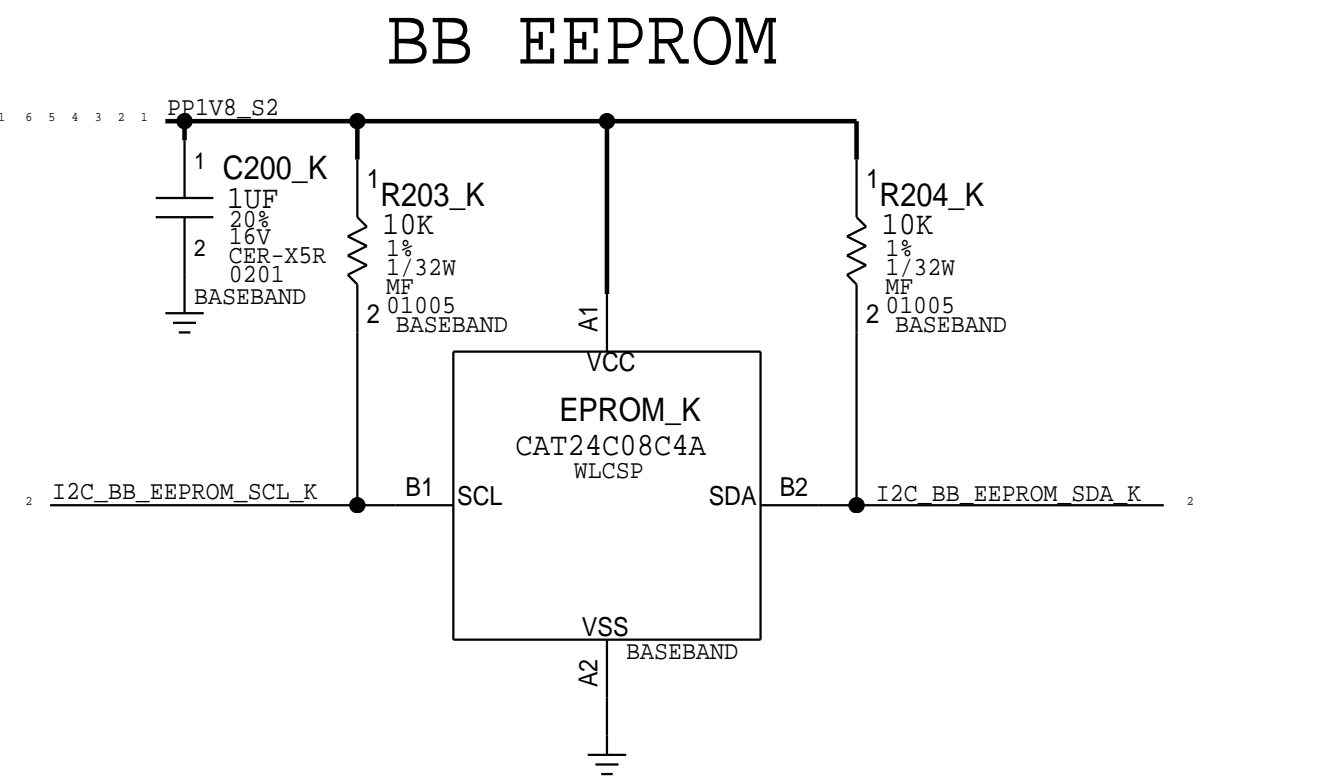 BB EEPROM
PP1V8_S2
1 6 5 4 3 2 1
1
C200_K
1UF
20%
16V
2
CER-X5R
0201
BASEBAND
1
R203_K
10K
1%
1/32W
MF
01005
2
BASEBAND
1
R204_K
10K
1%
1/32W
MF
01005
2
BASEBAND
A1
VCC
EPROM_K
CAT24C08C4A
WLCSP
2
I2C_BB_EEPROM_SCL_K
B1
SCL
SDA
B2
I2C_BB_EEPROM_SDA_K
2
VSS
BASEBAND
A2